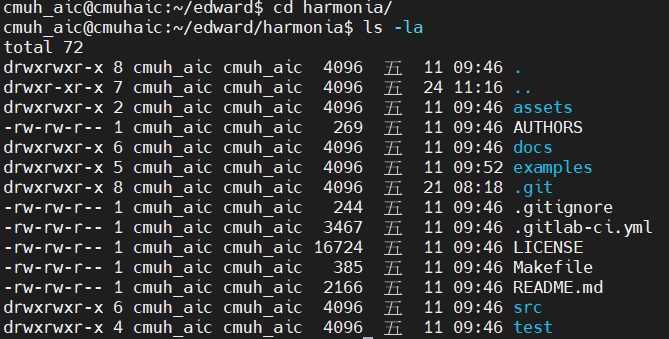 cmuh_aic@cmuhaic:~/edward$ cd harmonia/
cmuh_aic@cmuhaic:~/edward/harmonia$ ls -la
total 72
drwxrwxr-x 8 cmuh_aic cmuh_aic  4096  五  11 09:46 .
drwxr-xr-x 7 cmuh_aic cmuh_aic  4096  五  24 11:16 ..
drwxrwxr-x 2 cmuh_aic cmuh_aic  4096  五  11 09:46 assets
-rw-rw-r-- 1 cmuh_aic cmuh_aic   269  五  11 09:46 AUTHORS
drwxrwxr-x 6 cmuh_aic cmuh_aic  4096  五  11 09:46 docs
drwxrwxr-x 5 cmuh_aic cmuh_aic  4096  五  11 09:52 examples
drwxrwxr-x 8 cmuh_aic cmuh_aic  4096  五  21 08:18 .git
-rw-rw-r-- 1 cmuh_aic cmuh_aic   244  五  11 09:46 .gitignore
-rw-rw-r-- 1 cmuh_aic cmuh_aic  3467  五  11 09:46 .gitlab-ci.yml
-rw-rw-r-- 1 cmuh_aic cmuh_aic 16724  五  11 09:46 LICENSE
-rw-rw-r-- 1 cmuh_aic cmuh_aic   385  五  11 09:46 Makefile
-rw-rw-r-- 1 cmuh_aic cmuh_aic  2166  五  11 09:46 README.md
drwxrwxr-x 6 cmuh_aic cmuh_aic  4096  五  11 09:46 src
drwxrwxr-x 4 cmuh_aic cmuh_aic  4096  五  11 09:46 test